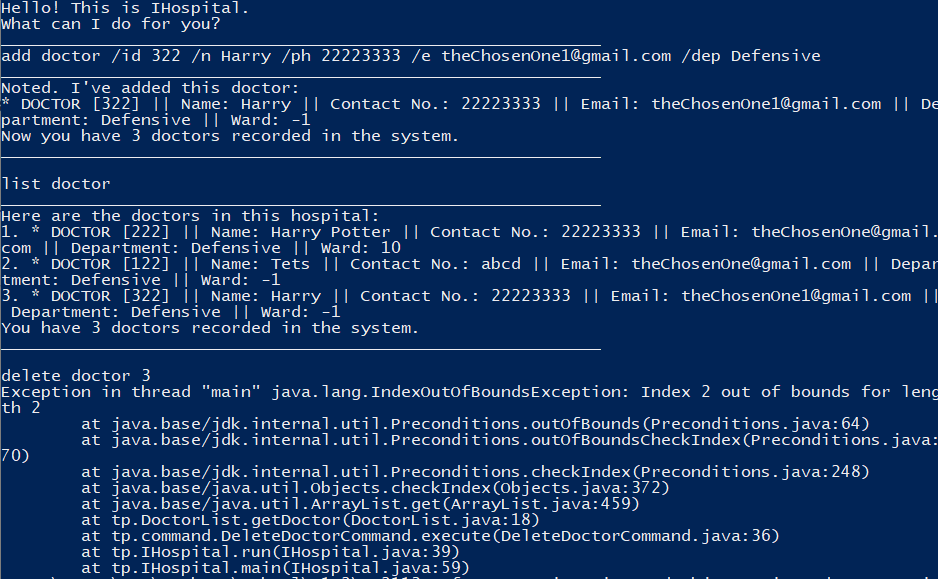 Hello! This is IHospital.
What can I do for you?
____________________________________________________________
add doctor /id 322 /n Harry /ph 22223333 /e theChosenOne1@gmail.com /dep Defensive
____________________________________________________________
Noted. I've added this doctor:
* DOCTOR [322] || Name: Harry || Contact No.: 22223333 || Email: theChosenOne1@gmail.com || De
partment: Defensive || Ward: -1
Now you have 3 doctors recorded in the system.
____________________________________________________________
list doctor
____________________________________________________________
Here are the doctors in this hospital:
1. * DOCTOR [222] || Name: Harry Potter || Contact No.: 22223333 || Email: theChosenOne@gmail.
com || Department: Defensive || Ward: 10
2. * DOCTOR [122] || Name: Tets || Contact No.: abcd || Email: theChosenOne@gmail.com || Depar
tment: Defensive || Ward: -1
3. * DOCTOR [322] || Name: Harry || Contact No.: 22223333 || Email: theChosenOne1@gmail.com ||
Department: Defensive || Ward: -1
You have 3 doctors recorded in the system.
____________________________________________________________
delete doctor 3
Exception in thread "main" java.lang.IndexOutOfBoundsException: Index 2 out of bounds for leng
th 2
at java.base/jdk.internal.util.Preconditions.outOfBounds(Preconditions.java:64)
at java.base/jdk.internal.util.Preconditions.outOfBoundsCheckIndex(Preconditions.java:
70)
at java.base/jdk.internal.util.Preconditions.checkIndex(Preconditions.java:248)
at java.base/java.util.Objects.checkIndex(Objects.java:372)
at java.base/java.util.ArrayList.get(ArrayList.java:459)
at tp.DoctorList.getDoctor(DoctorList.java:18)
at tp.command.DeleteDoctorCommand.execute(DeleteDoctorCommand.java:36)
at tp.IHospital.run(IHospital.java:39)
at tp.IHospital.main(IHospital.java:59)